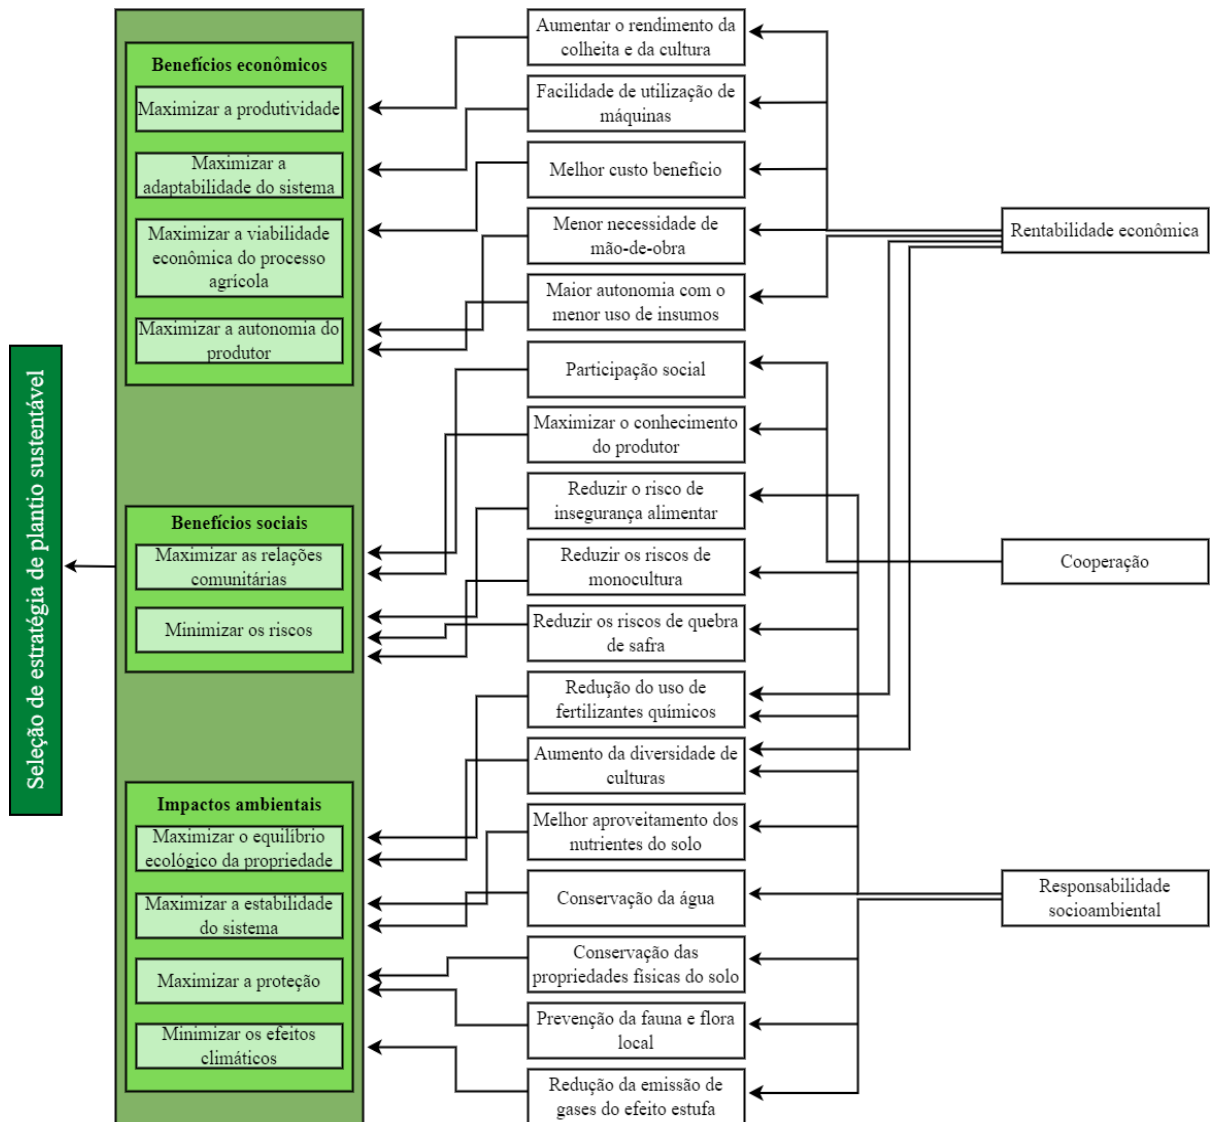 Seleção de estratégia de plantio sustentável
Benefícios econômicos
Maximizar a produtividade
Maximizar a
adaptabilidade do sistema
Maximizar a viabilidade
econômica do processo
agrícola
Maximizar a autonomia do
produtor
Benefícios sociais
Maximizar as relações
comunitárias
Minimizar os riscos
Impactos ambientais
Maximizar o equilíbrio
ecológico da propriedade
Maximizar a estabilidade
do sistema
Maximizar a proteção
Minimizar os efeitos
climáticos
Aumentar o rendimento da
colheita e da cultura
Facilidade de utilização de
máquinas
Melhor custo benefício
Menor necessidade de
mão-de-obra
Maior autonomia com o
menor uso de insumos
Participação social
Maximizar o conhecimento
do produtor
Reduzir o risco de
insegurança alimentar
Reduzir os riscos de
monocultura
Reduzir os riscos de quebra
de safra
Redução do uso de
fertilizantes químicos
Aumento da diversidade de
culturas
Melhor aproveitamento dos
nutrientes do solo
Conservação da água
Conservação das
propriedades físicas do solo
Prevenção da fauna e flora
local
Redução da emissão de
gases do efeito estufa
Rentabilidade econômica
Cooperação
Responsabilidade
socioambiental